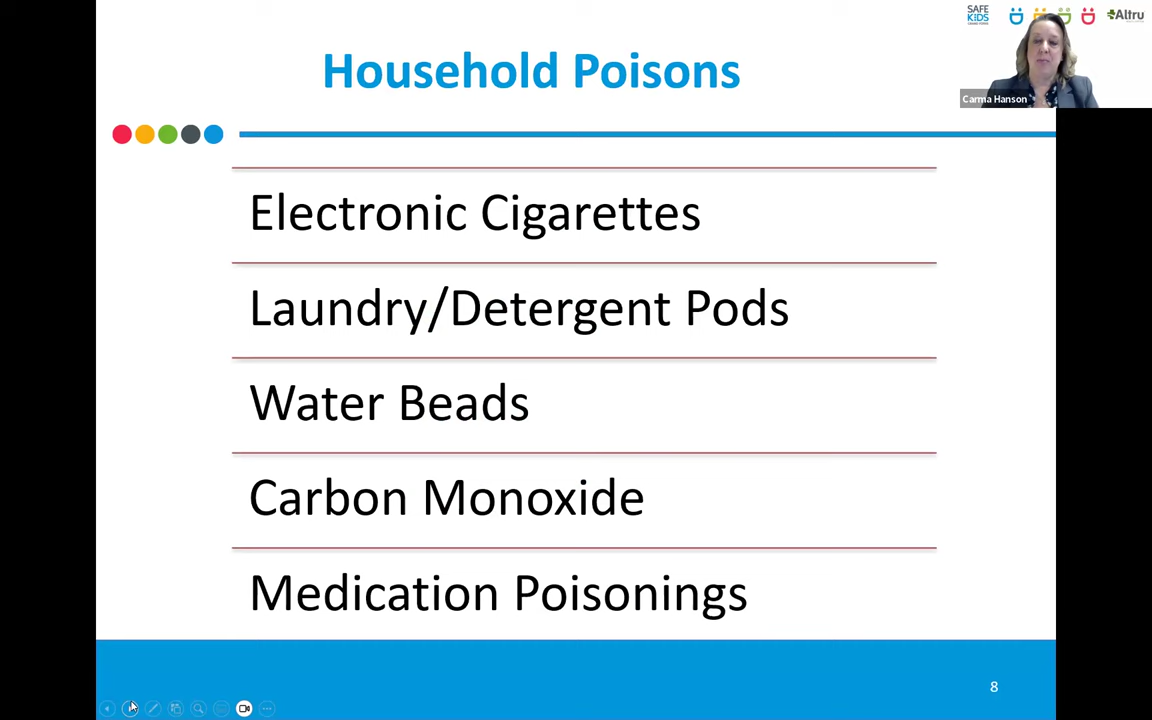 Household Poisons
SAFE
KIDS
Altru
Carma Hanson
Electronic Cigarettes
Laundry/Detergent Pods
Water Beads
Carbon Monoxide
Medication Poisonings
8